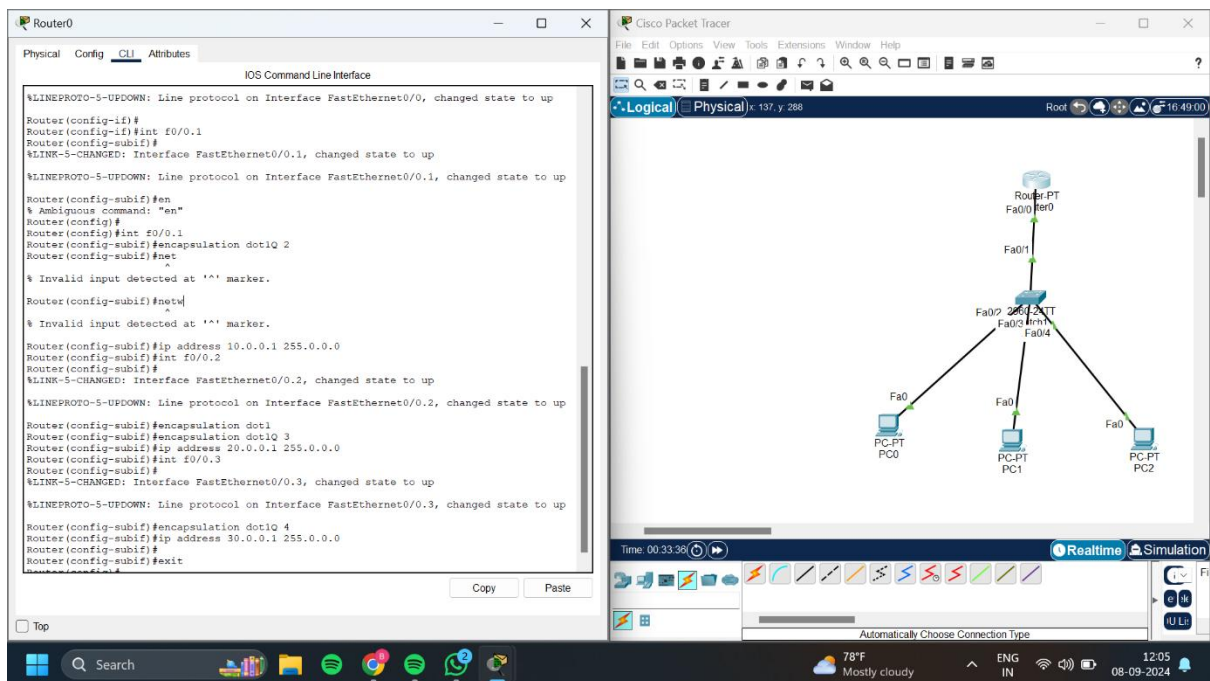 Router0
Physical Config CLI Attributes
IOS Command Line Interface
%LINEPROTO-5-UPDOWN: Line protocol on Interface FastEthernet0/0, changed state to up
Router(config-if)#
Router(config-if)#int f0/0.1
Router(config-subif)#
%LINK-5-CHANGED: Interface FastEthernet0/0.1, changed state to up
%LINEPROTO-5-UPDOWN: Line protocol on Interface FastEthernet0/0.1, changed state to up
Router(config-subif)#en
% Ambiguous command: "en"
Router(config)#
Router(config)#int f0/0.1
Router(config-subif)#encapsulation dot1Q 2
Router(config-subif)#net
^
% Invalid input detected at '^' marker.
Router(config-subif)#netw
^
% Invalid input detected at '^' marker.
Router(config-subif)#ip address 10.0.0.1 255.0.0.0
Router(config-subif)#int f0/0.2
Router(config-subif)#
%LINK-5-CHANGED: Interface FastEthernet0/0.2, changed state to up
%LINEPROTO-5-UPDOWN: Line protocol on Interface FastEthernet0/0.2, changed state to up
Router(config-subif)#encapsulation dot1
Router(config-subif)#encapsulation dot1Q 3
Router(config-subif)#ip address 20.0.0.1 255.0.0.0
Router(config-subif)#int f0/0.3
Router(config-subif)#
%LINK-5-CHANGED: Interface FastEthernet0/0.3, changed state to up
%LINEPROTO-5-UPDOWN: Line protocol on Interface FastEthernet0/0.3, changed state to up
Router(config-subif)#encapsulation dot1Q 4
Router(config-subif)#ip address 30.0.0.1 255.0.0.0
Router(config-subif)#
Router(config-subif)#exit
Copy Paste
Top
Cisco Packet Tracer
File Edit Options View Tools Extensions Window Help
?
Logical Physical x: 137, y: 288 Root 16:49:00
Router-PT
Fa0/0
Fa0/1
Fa0/2
Fa0/3
Fa0/4
Fa0
Fa0
Fa0
PC-PT
PC0
PC-PT
PC1
PC-PT
PC2
Time: 00:33:36 Realtime Simulation
Automatically Choose Connection Type
Search
78°F
Mostly cloudy
ENG
IN
12:05
08-09-2024